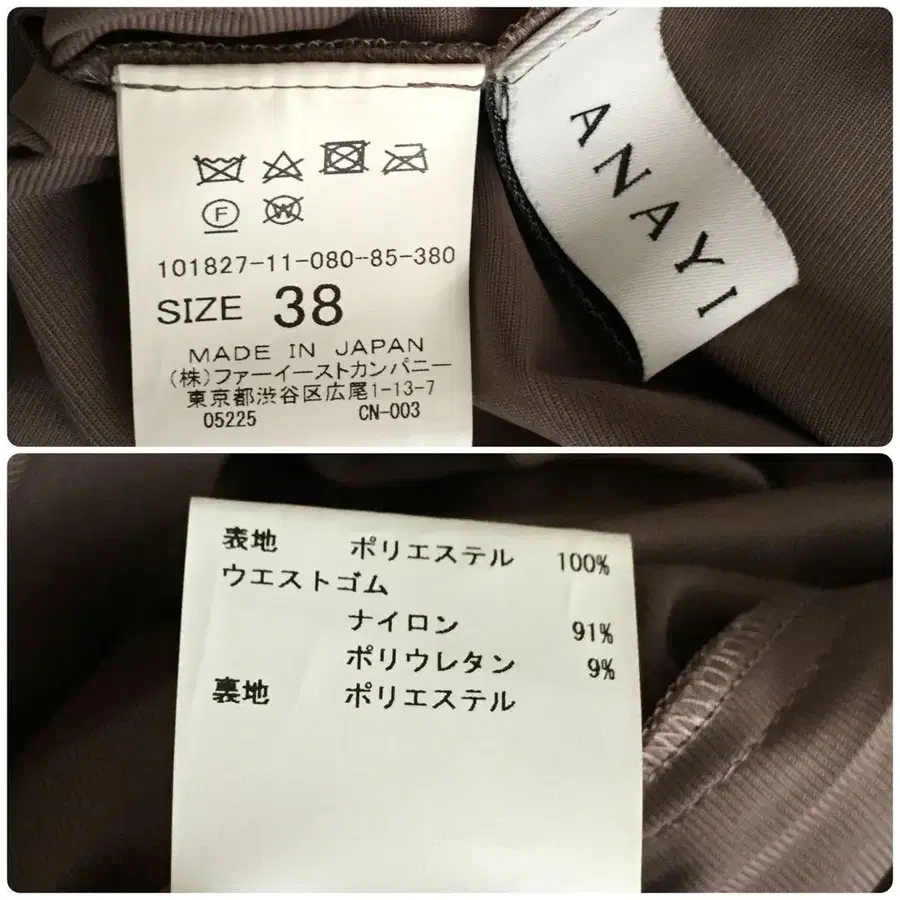 F W
101827-11-080-85-380
SIZE 38
MADE IN JAPAN
(株)ファーイーストカンパニー
東京都渋谷区広尾1-13-7
05225 CN-003
ANAYI
表地 ポリエステル 100%
ウエストゴム
ナイロン 91%
ポリウレタン 9%
裏地 ポリエステル